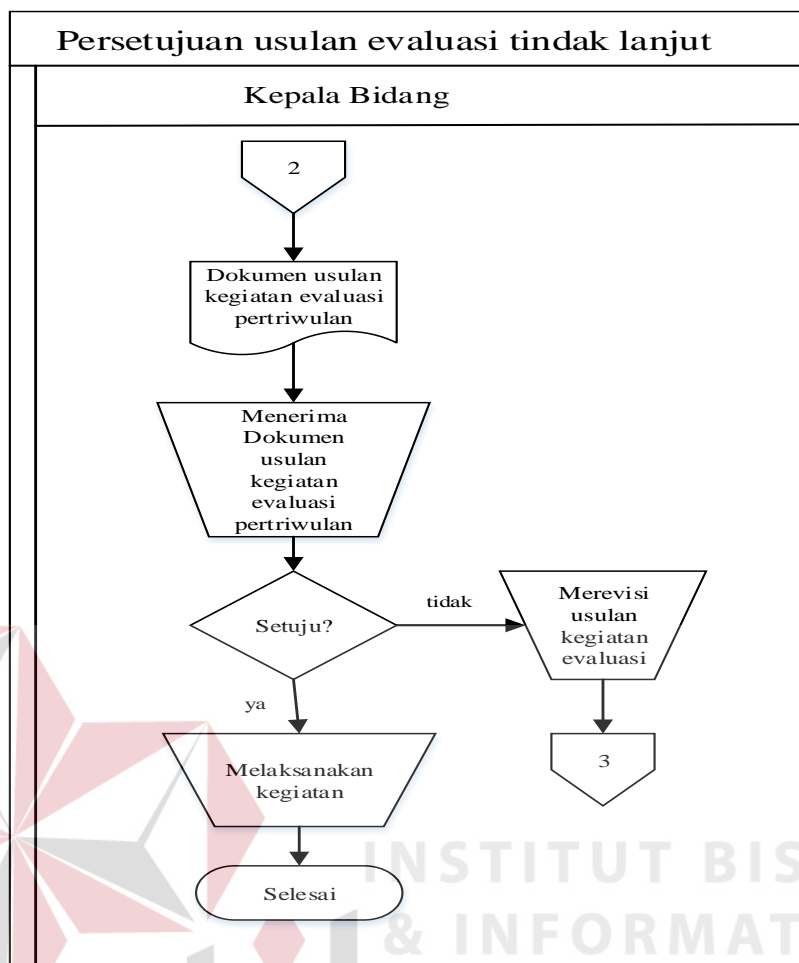 Persetujuan usulan evaluasi tindak lanjut
Kepala Bidang
2
Dokumen usulan
kegiatan evaluasi
pertriwulan
Menerima
Dokumen
usulan
kegiatan
evaluasi
pertriwulan
Setuju?
tidak
Merevisi
usulan
kegiatan
evaluasi
ya
3
Melaksanakan
kegiatan
Selesai
INSTITUT BIS
& INFORMAT